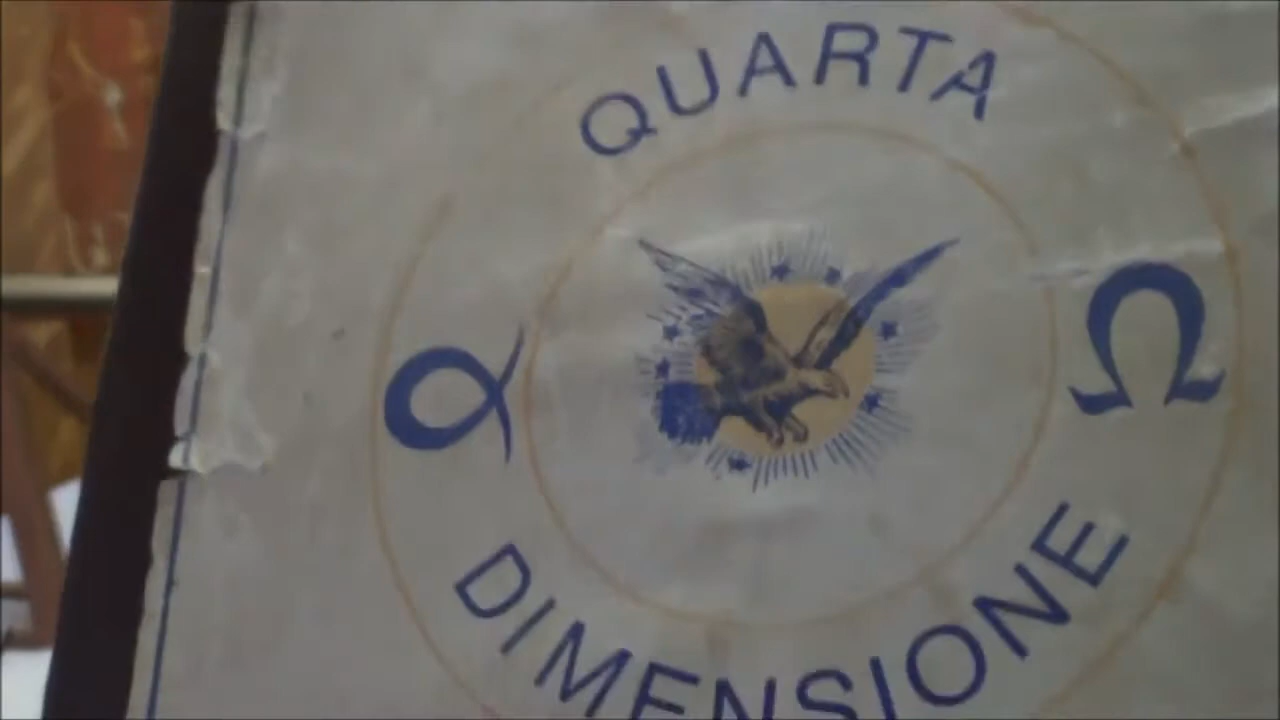 QUARTA
α Ω
DIMENSIONE